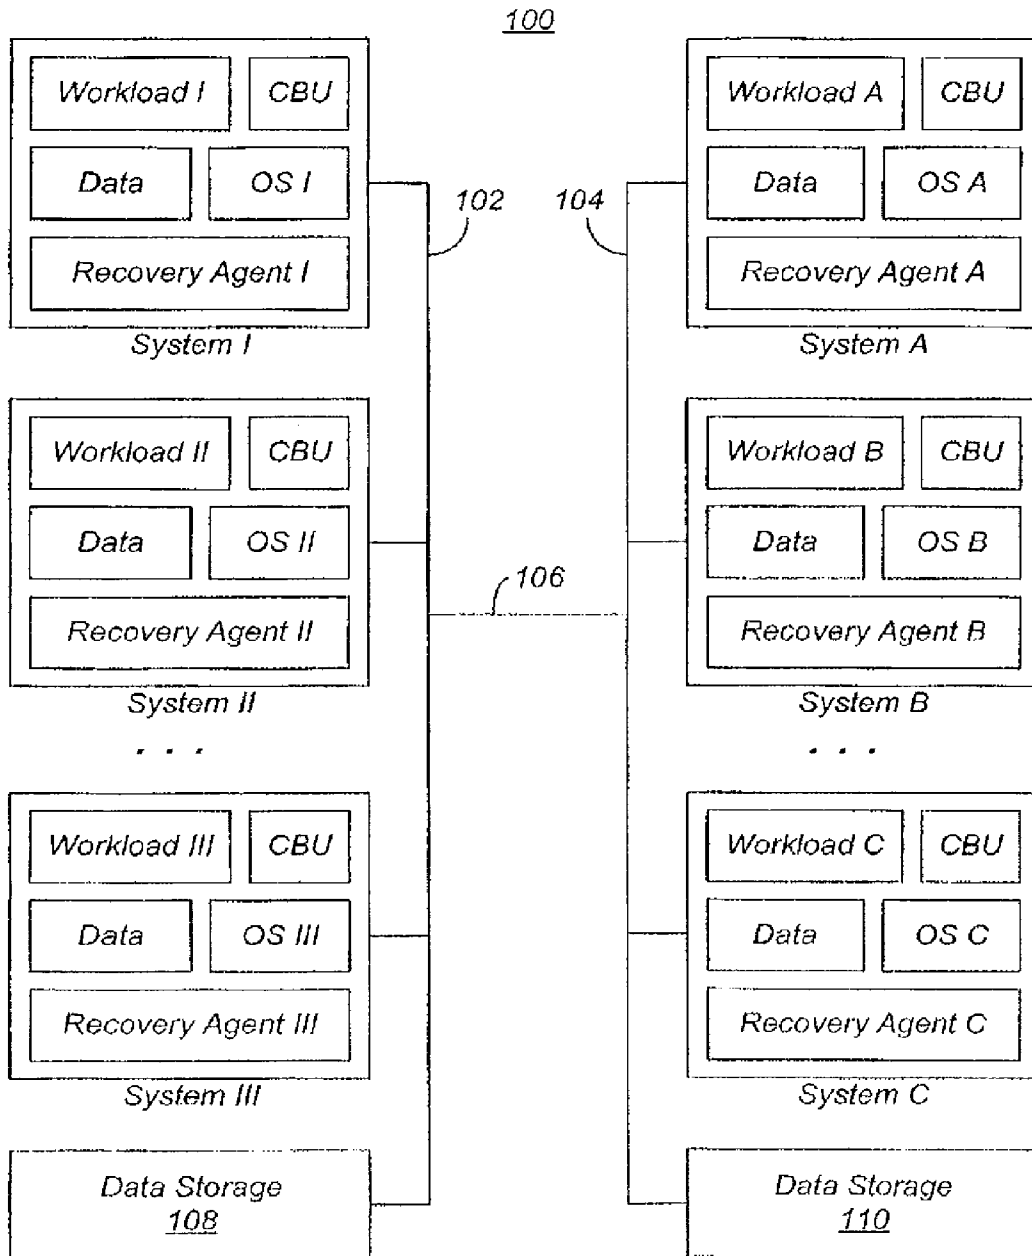 100
Workload I
CBU
Data
OS I
Recovery Agent I
System I
Workload II
CBU
Data
OS II
Recovery Agent II
System II
. . .
Workload III
CBU
Data
OS III
Recovery Agent III
System III
Data Storage
108
102
104
106
Workload A
CBU
Data
OS A
Recovery Agent A
System A
Workload B
CBU
Data
OS B
Recovery Agent B
System B
. . .
Workload C
CBU
Data
OS C
Recovery Agent C
System C
Data Storage
110